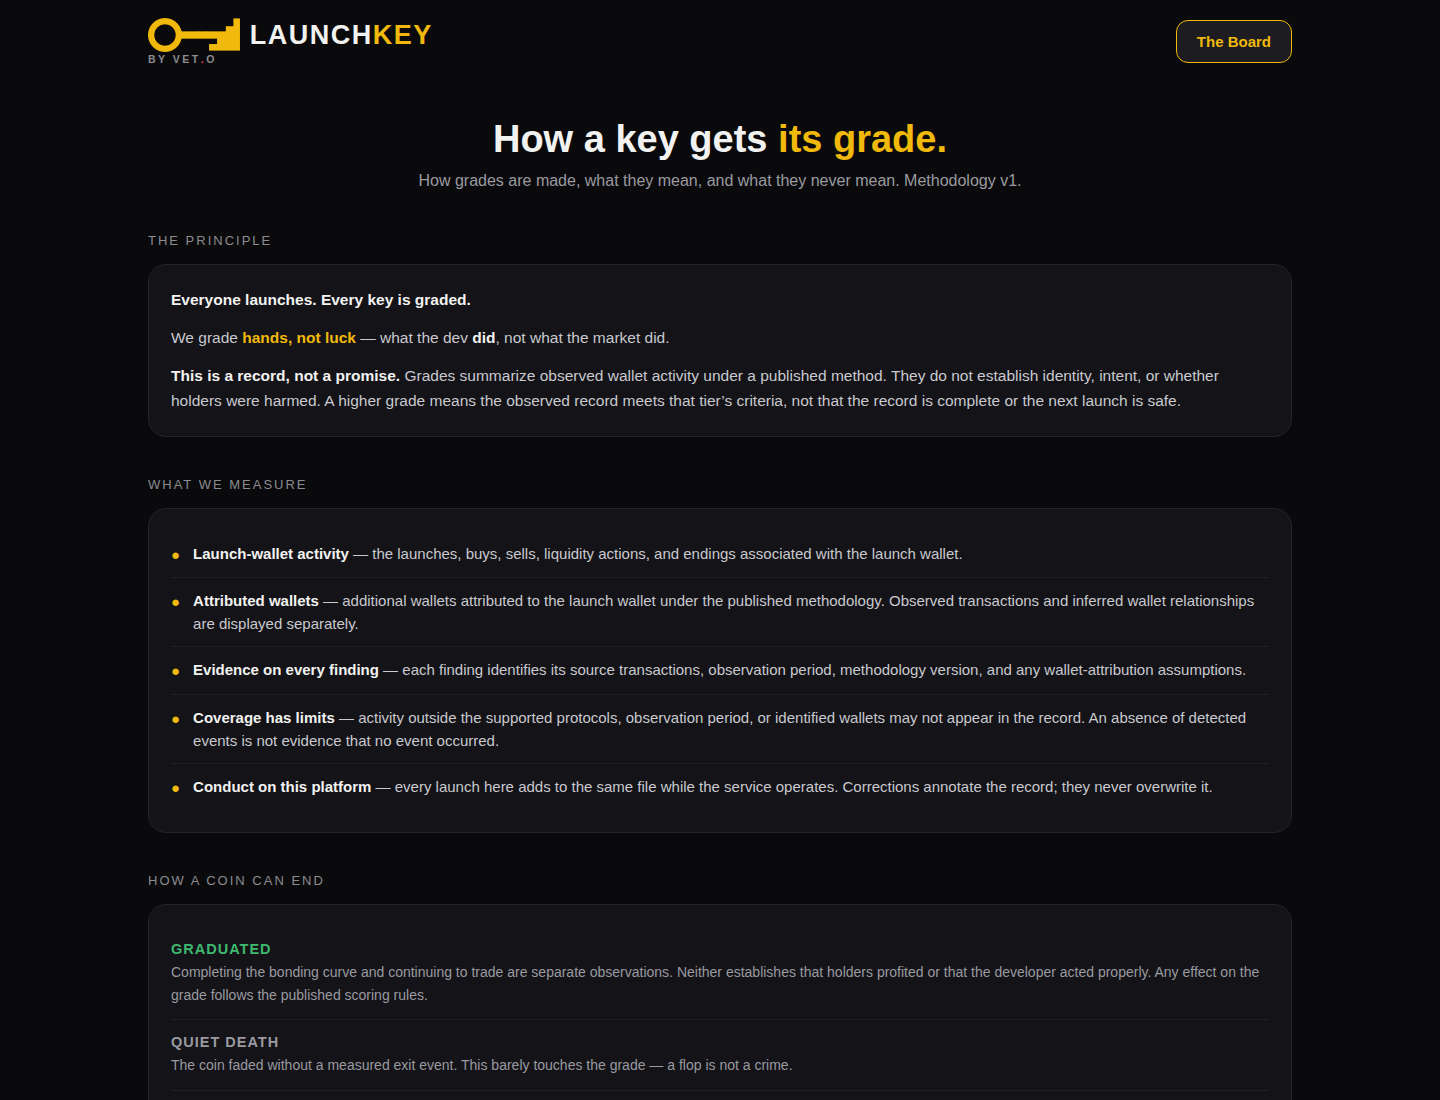 LAUNCHKEY
BY VET.O
The Board
How a key gets its grade.
How grades are made, what they mean, and what they never mean. Methodology v1.
THE PRINCIPLE
Everyone launches. Every key is graded.
We grade hands, not luck — what the dev did, not what the market did.
This is a record, not a promise. Grades summarize observed wallet activity under a published method. They do not establish identity, intent, or whether
holders were harmed. A higher grade means the observed record meets that tier’s criteria, not that the record is complete or the next launch is safe.
WHAT WE MEASURE
● Launch-wallet activity — the launches, buys, sells, liquidity actions, and endings associated with the launch wallet.
● Attributed wallets — additional wallets attributed to the launch wallet under the published methodology. Observed transactions and inferred wallet relationships
are displayed separately.
● Evidence on every finding — each finding identifies its source transactions, observation period, methodology version, and any wallet-attribution assumptions.
● Coverage has limits — activity outside the supported protocols, observation period, or identified wallets may not appear in the record. An absence of detected
events is not evidence that no event occurred.
● Conduct on this platform — every launch here adds to the same file while the service operates. Corrections annotate the record; they never overwrite it.
HOW A COIN CAN END
GRADUATED
Completing the bonding curve and continuing to trade are separate observations. Neither establishes that holders profited or that the developer acted properly. Any effect on the
grade follows the published scoring rules.
QUIET DEATH
The coin faded without a measured exit event. This barely touches the grade — a flop is not a crime.